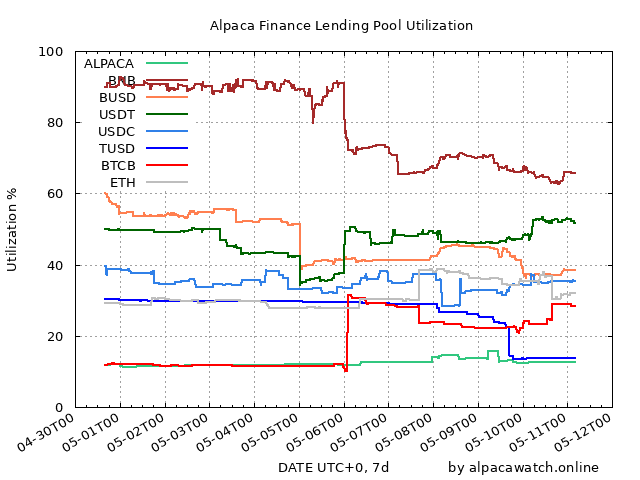 Alpaca Finance Lending Pool Utilization
100
80
60
40
20
0
Utilization %
ALPACA
BNB
BUSD
USDT
USDC
TUSD
BTCB
ETH
04-30T00
05-01T00
05-02T00
05-03T00
05-04T00
05-05T00
05-06T00
05-07T00
05-08T00
05-09T00
05-10T00
05-11T00
05-12T00
DATE UTC+0, 7d
by alpacawatch.online